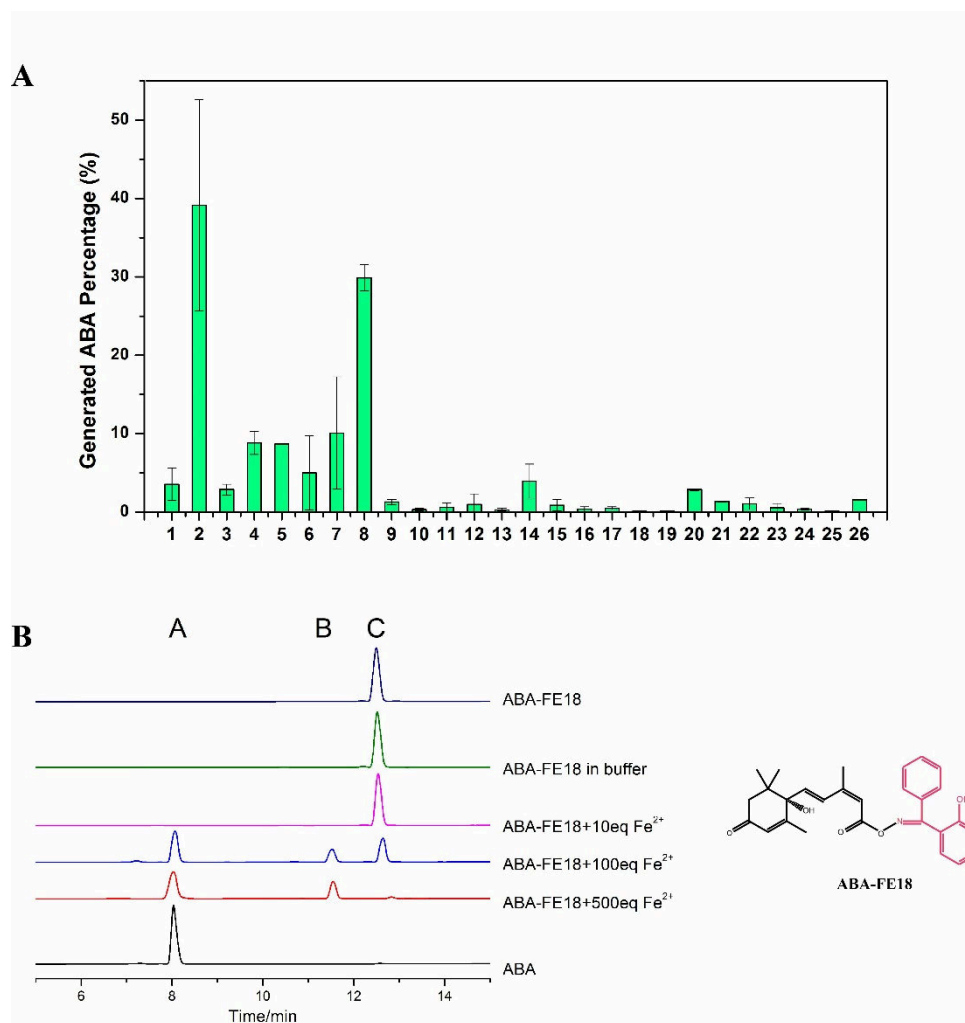 A
Generated ABA Percentage (%)
50
40
30
20
10
0
1 2 3 4 5 6 7 8 9 10 11 12 13 14 15 16 17 18 19 20 21 22 23 24 25 26
B
A B C
ABA-FE18
ABA-FE18 in buffer
ABA-FE18+10eq Fe²⁺
ABA-FE18+100eq Fe²⁺
ABA-FE18+500eq Fe²⁺
ABA
6 8 10 12 14
Time/min
OH
O
O
O
N
OH
ABA-FE18